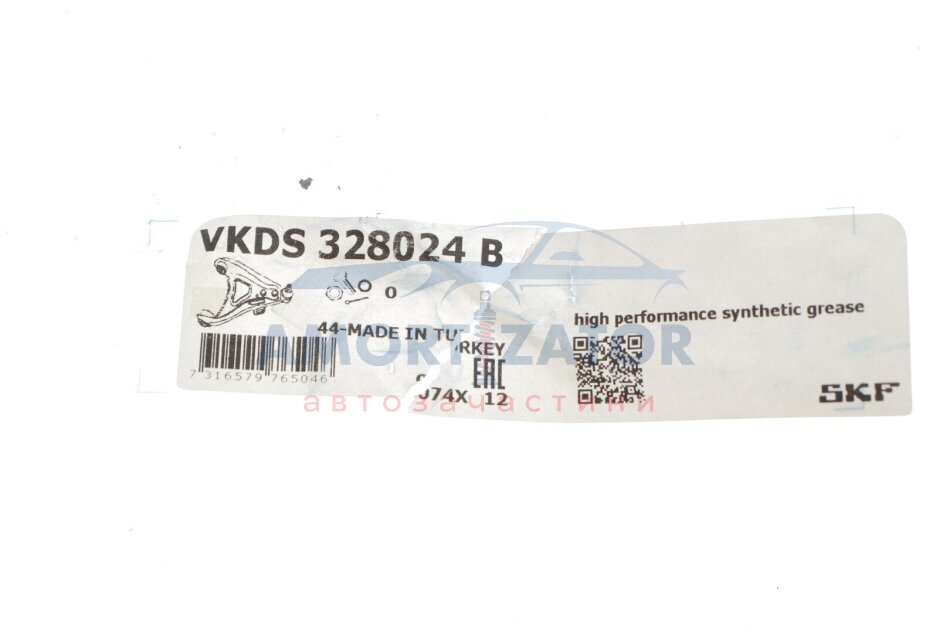 VKDS 328024 B
0
high performance synthetic grease
44-MADE IN TURKEY
AMORTIZATOR
7 316579 765046
EAC
074X 12
SKF
автозачастини